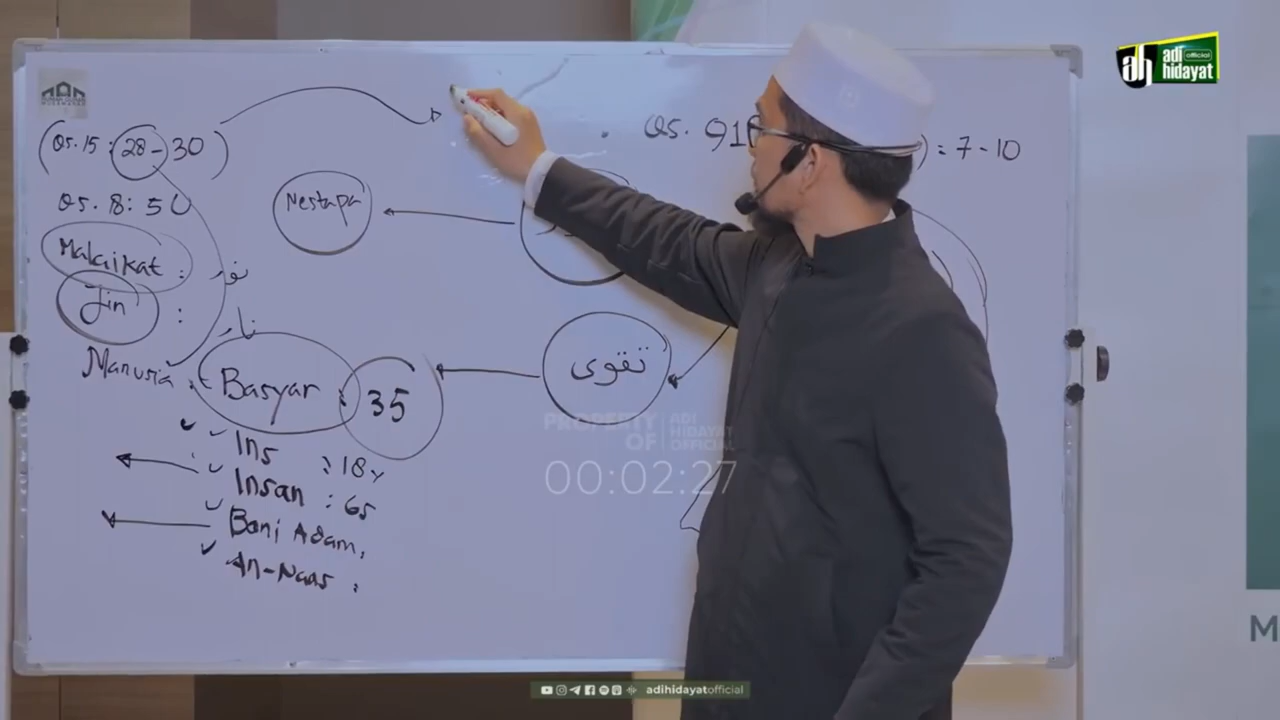 (QS. 15 : 28 - 30)
QS. 18 : 50
Malaikat : نور
Jin : نار
Manusia : Basyar : 35
Ins : 18x
Insan : 65
Bani Adam,
An-Naas :
Nestapa
QS. 91
) : 7 - 10
تقوى
PROPERTY OF
ADI HIDAYAT OFFICIAL
00:02:27
ah adi hidayat official
adihidayatofficial
M